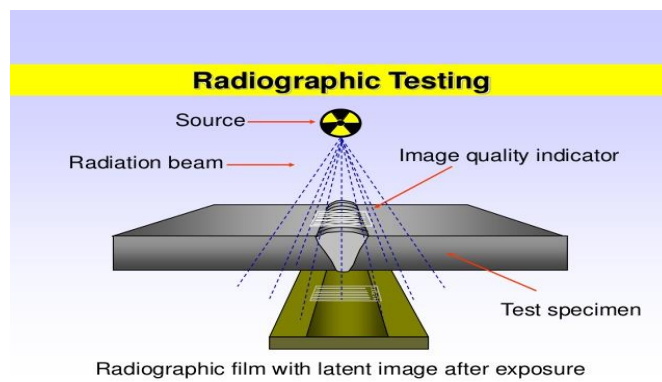 Radiographic Testing
Source
Radiation beam
Image quality indicator
Test specimen
Radiographic film with latent image after exposure